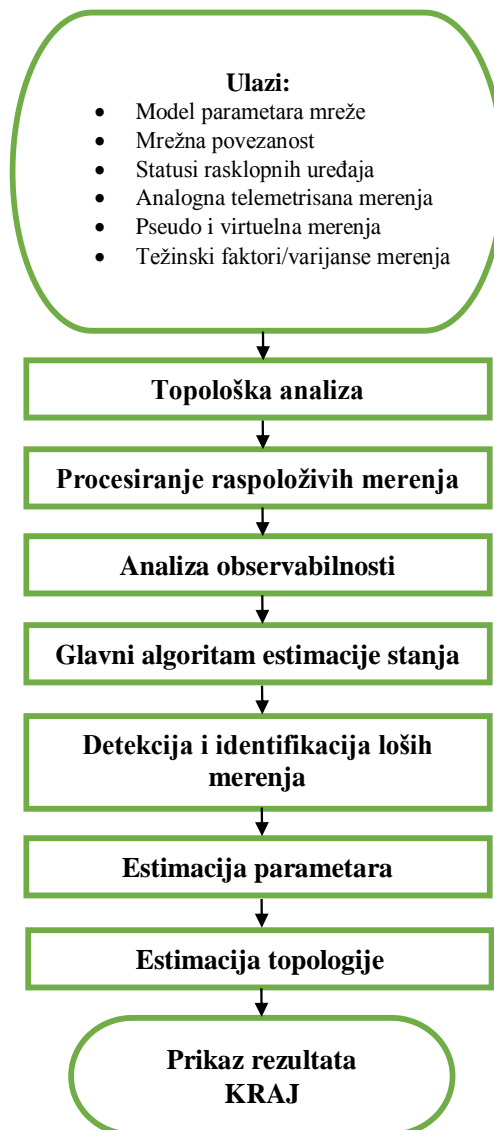 Ulazi:
• Model parametara mreže
• Mrežna povezanost
• Statusi rasklopnih uređaja
• Analogna telemetrisana merenja
• Pseudo i virtuelna merenja
• Težinski faktori/varijanse merenja
Topološka analiza
Procesiranje raspoloživih merenja
Analiza observabilnosti
Glavni algoritam estimacije stanja
Detekcija i identifikacija loših
merenja
Estimacija parametara
Estimacija topologije
Prikaz rezultata
KRAJ